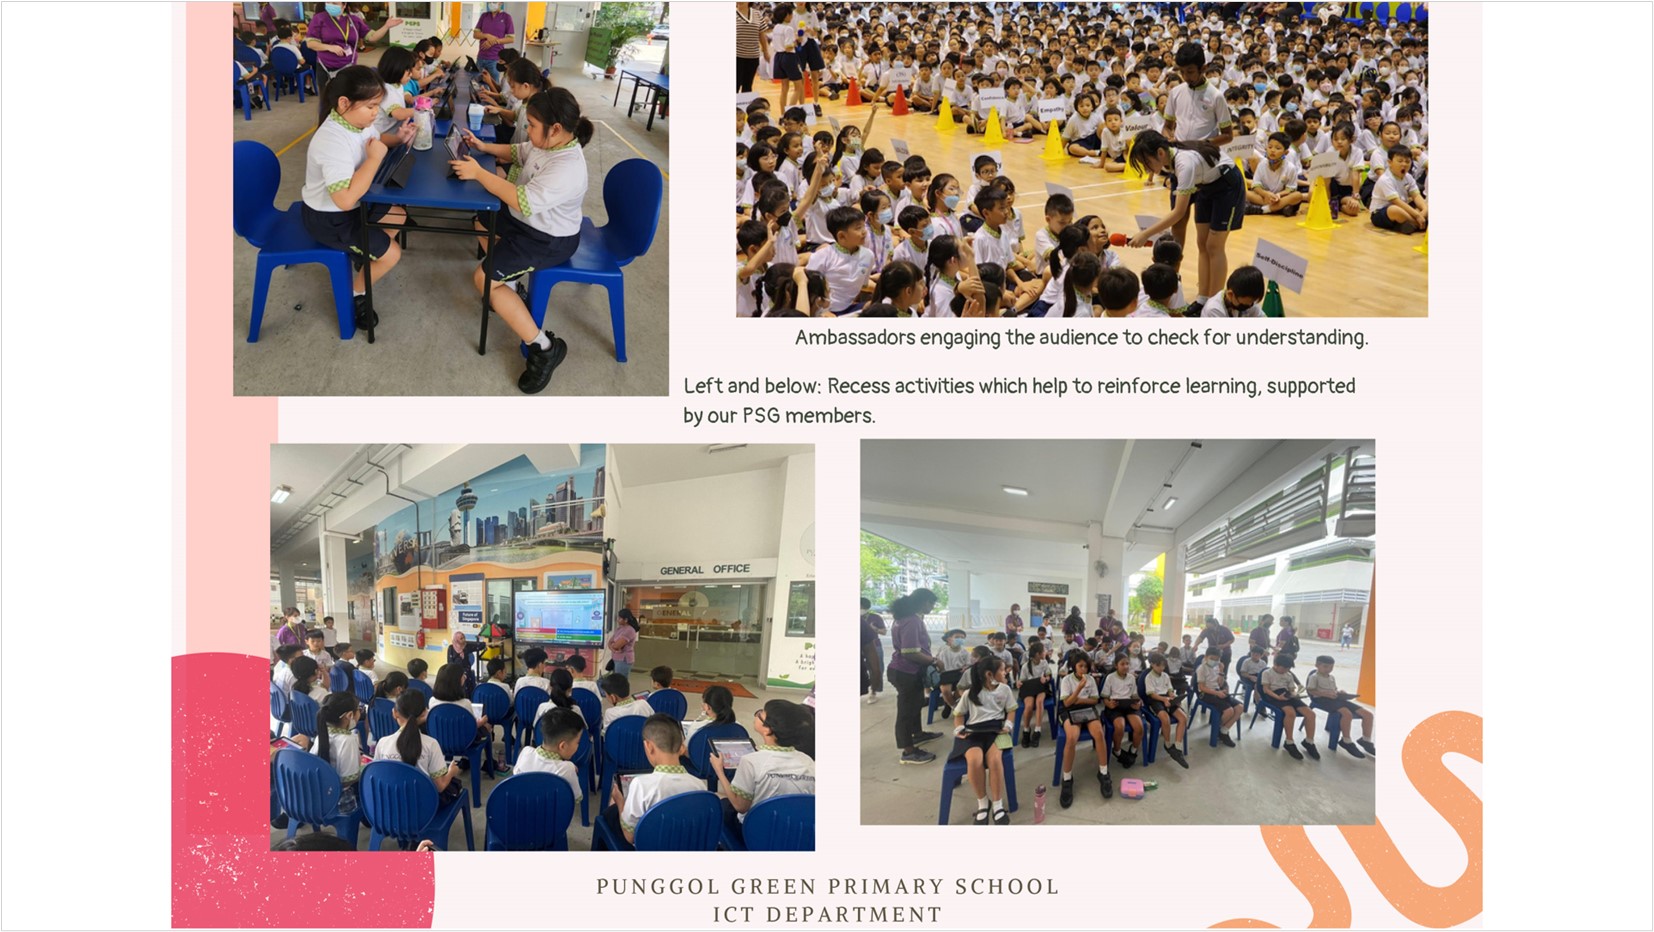 Empathy
Valour
INTEGRITY
Self-Discipline
Ambassadors engaging the audience to check for understanding.
Left and below: Recess activities which help to reinforce learning, supported
by our PSG members.
GENERAL OFFICE
PUNGGOL GREEN PRIMARY SCHOOL
ICT DEPARTMENT